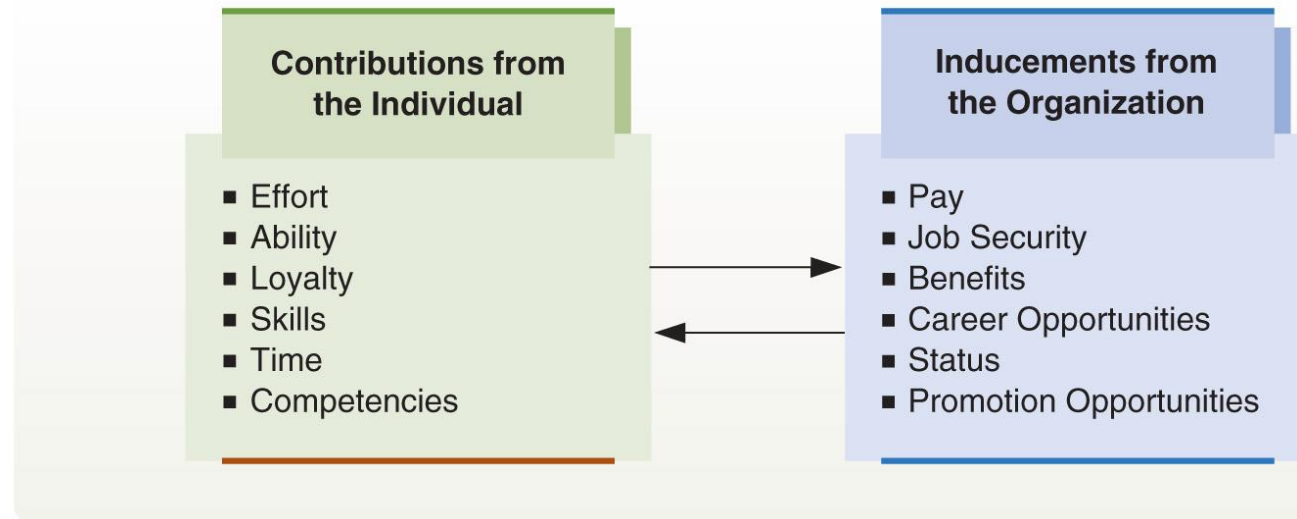 Contributions from
the Individual
■ Effort
■ Ability
■ Loyalty
■ Skills
■ Time
■ Competencies
Inducements from
the Organization
■ Pay
■ Job Security
■ Benefits
■ Career Opportunities
■ Status
■ Promotion Opportunities